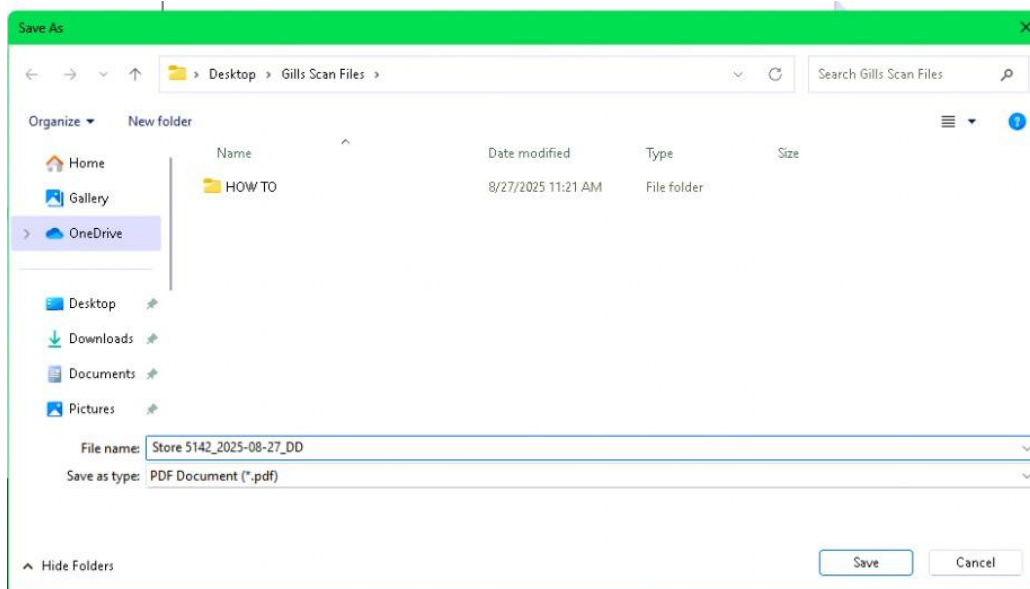 Save As
Desktop > Gills Scan Files >
Search Gills Scan Files
Organize
New folder
Name
Date modified
Type
Size
HOW TO
8/27/2025 11:21 AM
File folder
Home
Gallery
OneDrive
Desktop
Downloads
Documents
Pictures
File name: Store 5142_2025-08-27_DD
Save as type: PDF Document (*.pdf)
Hide Folders
Save
Cancel